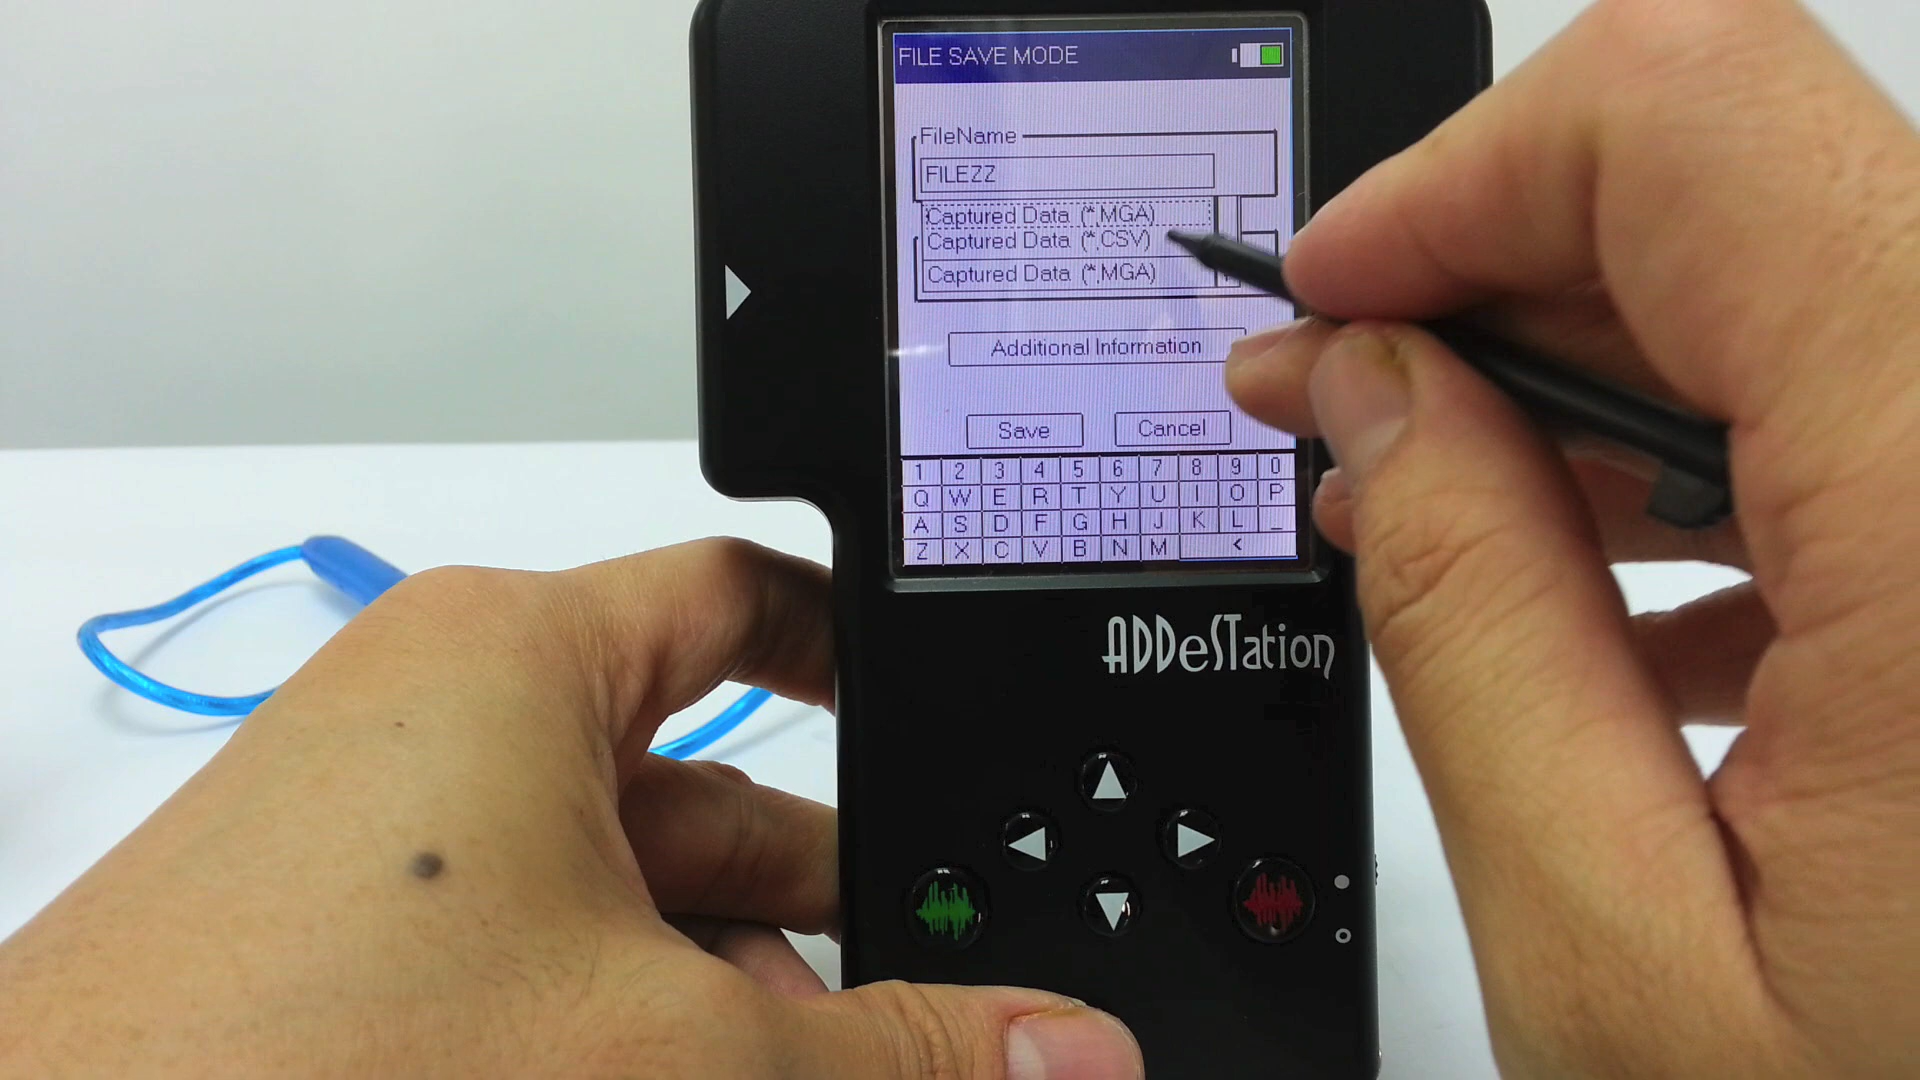 FILE SAVE MODE
FileName
FILEZZ
Captured Data (*.MGA)
Captured Data (*.CSV)
Captured Data (*.MGA)
Additional Information
Save Cancel
1 2 3 4 5 6 7 8 9 0
Q W E R T Y U I O P
A S D F G H J K L _
Z X C V B N M <
ADDeSTation